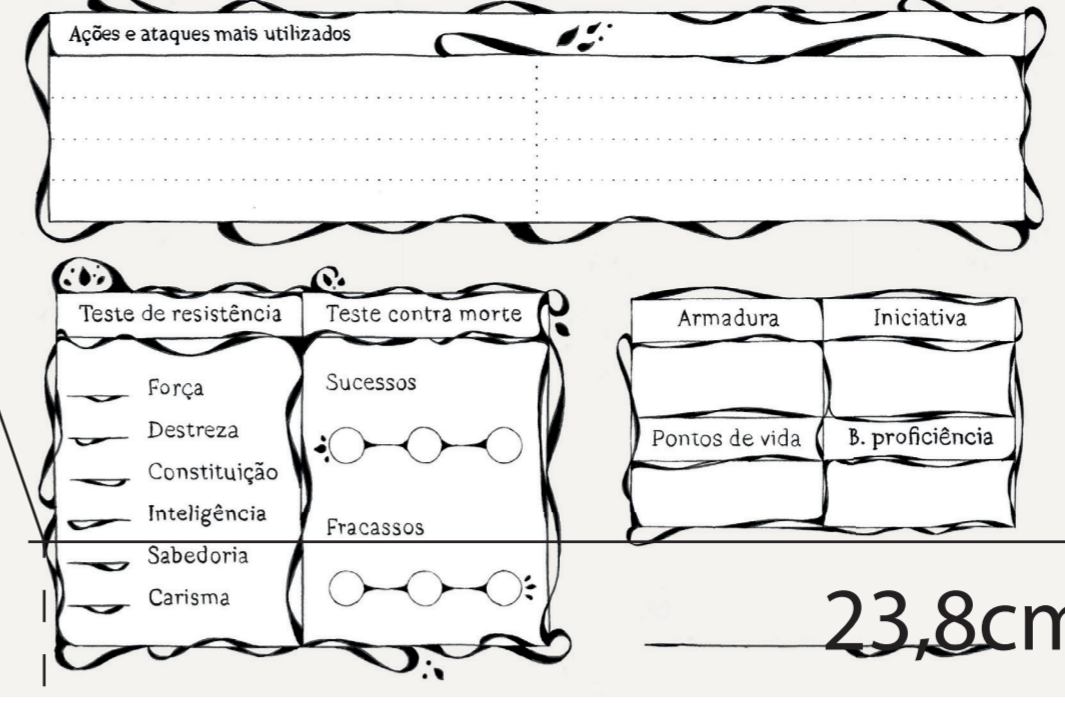 Ações e ataques mais utilizados
Teste de resistência
Teste contra morte
Força
Destreza
Constituição
Inteligência
Sabedoria
Carisma
Sucessos
Fracassos
Armadura
Iniciativa
Pontos de vida
B. proficiência
23,8cm